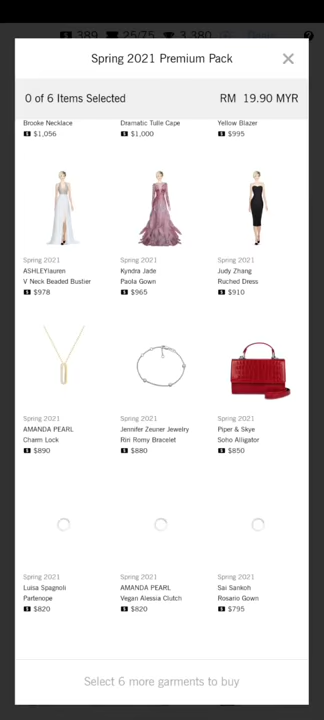 389 25/75 3,380
Spring 2021 Premium Pack
0 of 6 Items Selected RM 19.90 MYR
Brooke Necklace Dramatic Tulle Cape Yellow Blazer
$1,056 $1,000 $995
Spring 2021 Spring 2021 Spring 2021
ASHLEYlauren Kyndra Jade Judy Zhang
V Neck Beaded Bustier Paola Gown Ruched Dress
$978 $965 $910
Spring 2021 Spring 2021 Spring 2021
AMANDA PEARL Jennifer Zeuner Jewelry Piper & Skye
Charm Lock Rin Romy Bracelet Soho Alligator
$890 $880 $850
Spring 2021 Spring 2021 Spring 2021
Luisa Spagnoli AMANDA PEARL Sai Sankoh
Partenope Vegan Alessia Clutch Rosario Gown
$820 $820 $795
Select 6 more garments to buy